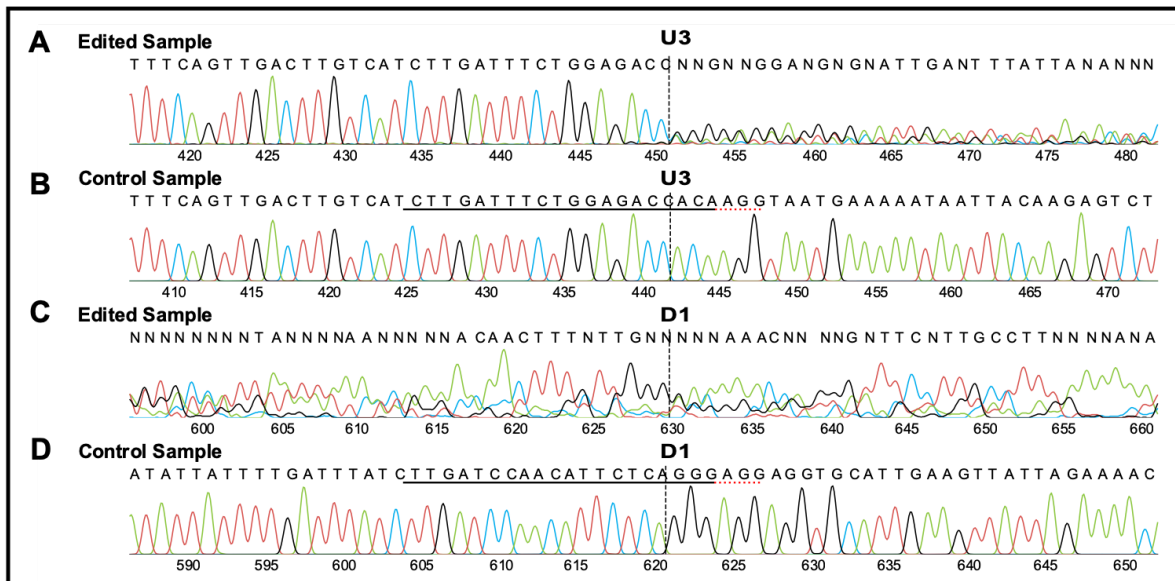 A Edited Sample U3
T T T C A G T T G A C T T G T C A T C T T G A T T T C T G G A G A C C N N G N N G G A N G N G N A T T G A N T T T A T T A N A N N N
420 425 430 435 440 445 450 455 460 465 470 475 480
B Control Sample U3
T T T C A G T T G A C T T G T C A T C T T G A T T T C T G G A G A C C A C A A G G T A A T G A A A A A T A A T T A C A A G A G T C T
410 415 420 425 430 435 440 445 450 455 460 465 470
C Edited Sample D1
N N N N N N N N T A N N N N A A N N N N N A C A A C T T T N T T G N N N N N A A A C N N N N G N T T C N T T G C C T T N N N N A N A
600 605 610 615 620 625 630 635 640 645 650 655 660
D Control Sample D1
A T A T T A T T T T G A T T T A T C T T G A T C C A A C A T T C T C A G G G A G G A G G T G C A T T G A A G T T A T T A G A A A A C
590 595 600 605 610 615 620 625 630 635 640 645 650